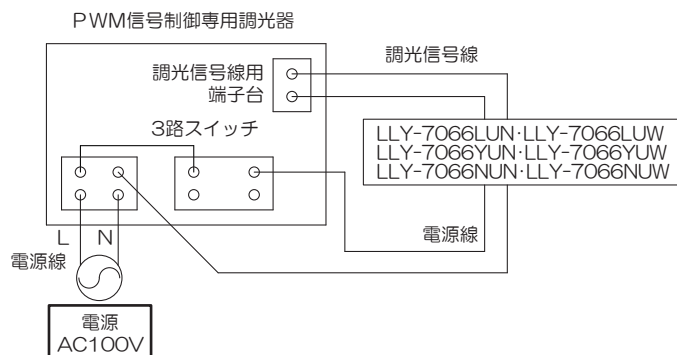 PWM信号制御専用調光器
調光信号線
調光信号線用
端子台
3路スイッチ
LLY-7066LUN·LLY-7066LUW
LLY-7066YUN·LLY-7066YUW
LLY-7066NUN·LLY-7066NUW
L N
電源線
電源線
電源
AC100V